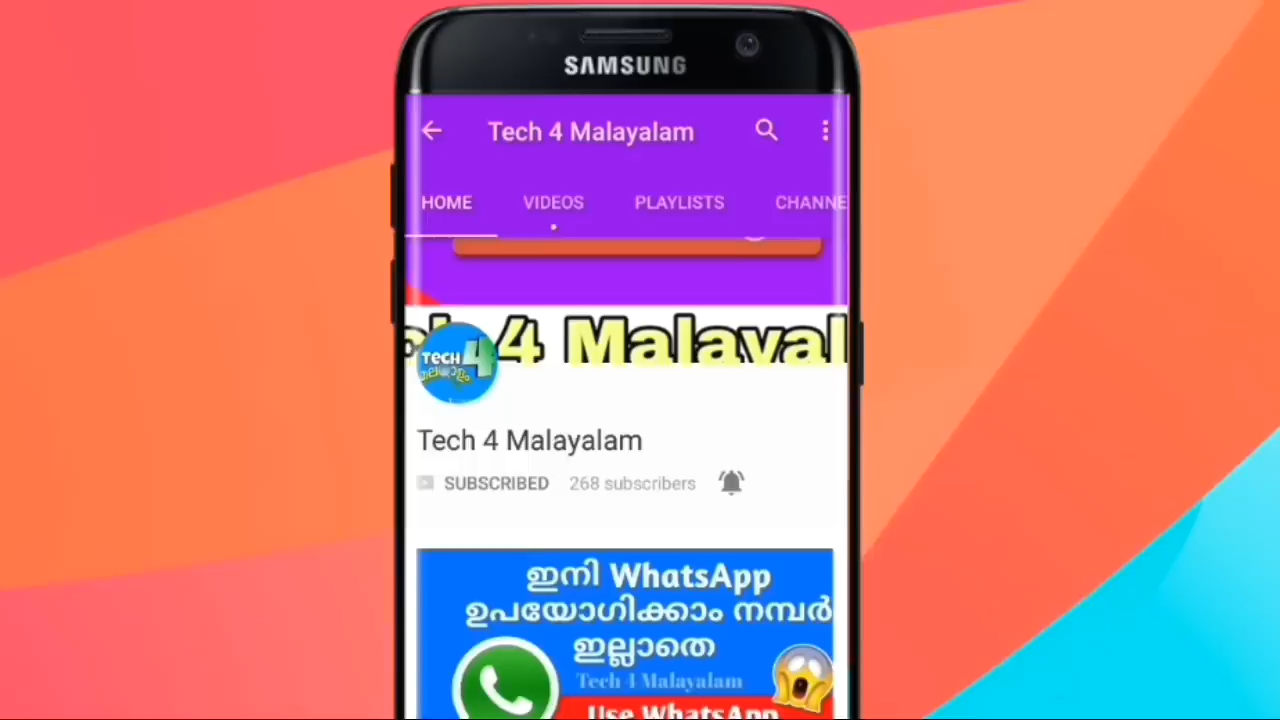 SAMSUNG
Tech 4 Malayalam
HOME VIDEOS PLAYLISTS CHANNE
4 Malayal
TECH 4
മലയാളം
Tech 4 Malayalam
SUBSCRIBED 268 subscribers
ഇനി WhatsApp
ഉപയോഗിക്കാം നമ്പർ
ഇല്ലാതെ
Tech 4 Malayalam
Use WhatsApp